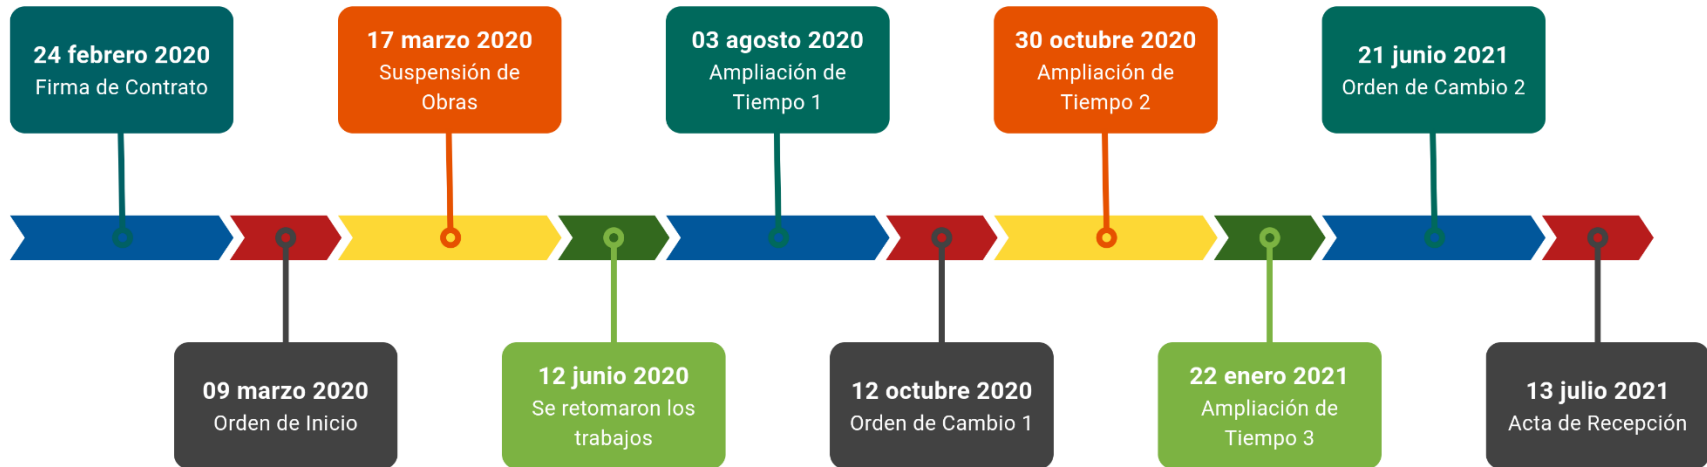 24 febrero 2020
Firma de Contrato
09 marzo 2020
Orden de Inicio
17 marzo 2020
Suspensión de
Obras
12 junio 2020
Se retomaron los
trabajos
03 agosto 2020
Ampliación de
Tiempo 1
12 octubre 2020
Orden de Cambio 1
30 octubre 2020
Ampliación de
Tiempo 2
22 enero 2021
Ampliación de
Tiempo 3
21 junio 2021
Orden de Cambio 2
13 julio 2021
Acta de Recepción